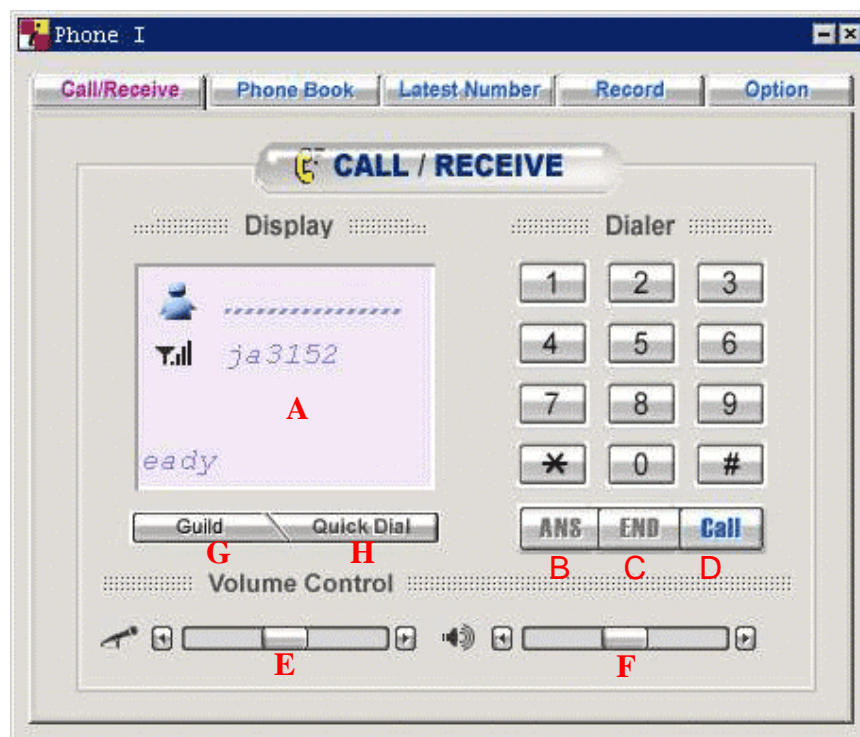 Phone I
Call/Receive Phone Book Latest Number Record Option
CALL / RECEIVE
Display Dialer
1 2 3
ja3152
4 5 6
A
7 8 9
eady
* 0 #
Guild Quick Dial
ANS END Call
G H
B C D
Volume Control
E F